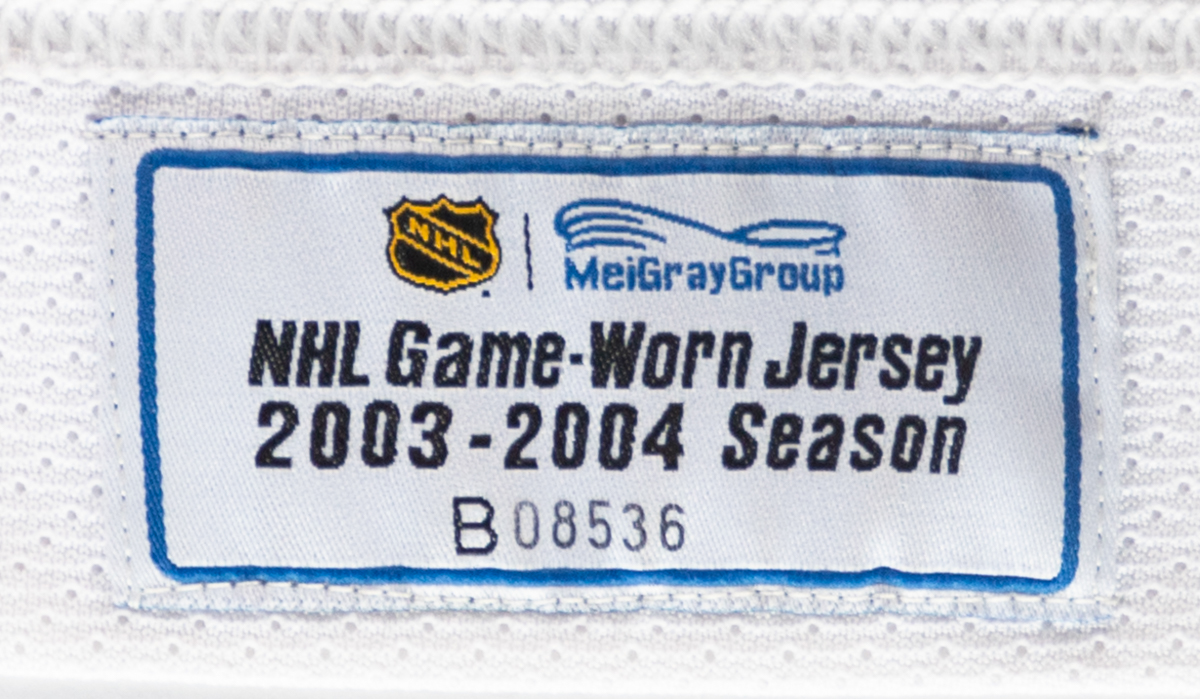 NHL
MeiGrayGroup
NHL Game-Worn Jersey
2003-2004 Season
B08536